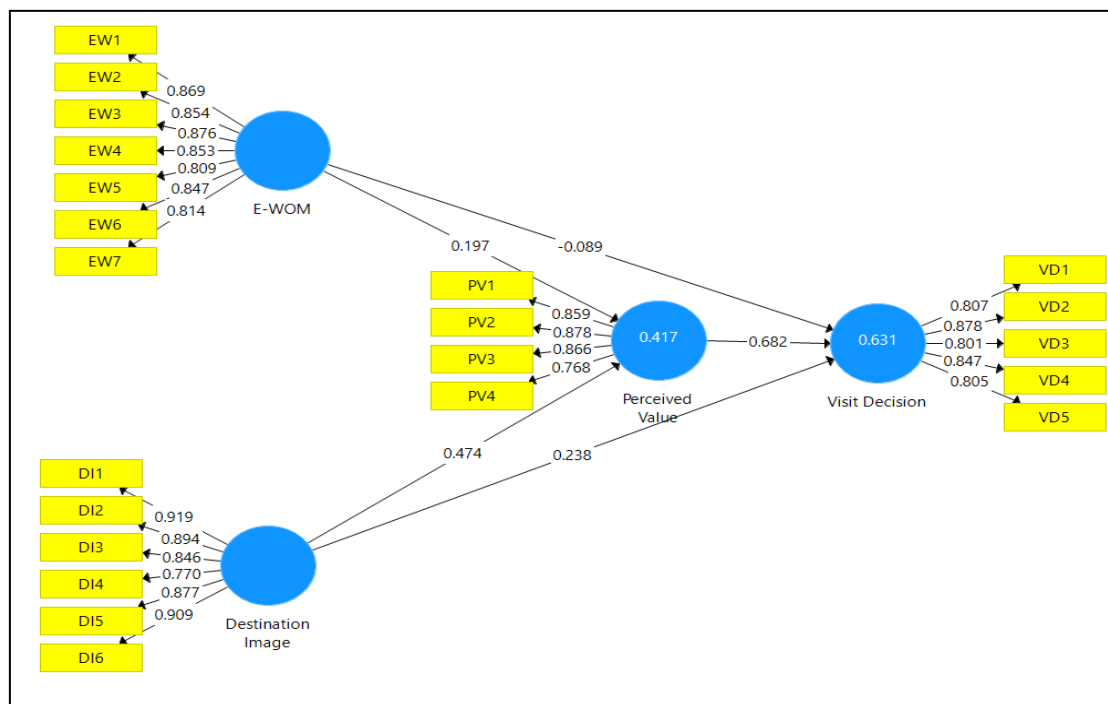 EW1
EW2
EW3
EW4
EW5
EW6
EW7
0.869
0.854
0.876
0.853
0.809
0.847
0.814
E-WOM
0.197
-0.089
PV1
PV2
PV3
PV4
0.859
0.878
0.866
0.768
0.417
Perceived
Value
0.682
0.631
Visit Decision
0.807
0.878
0.801
0.847
0.805
VD1
VD2
VD3
VD4
VD5
0.474
0.238
DI1
DI2
DI3
DI4
DI5
DI6
0.919
0.894
0.846
0.770
0.877
0.909
Destination
Image